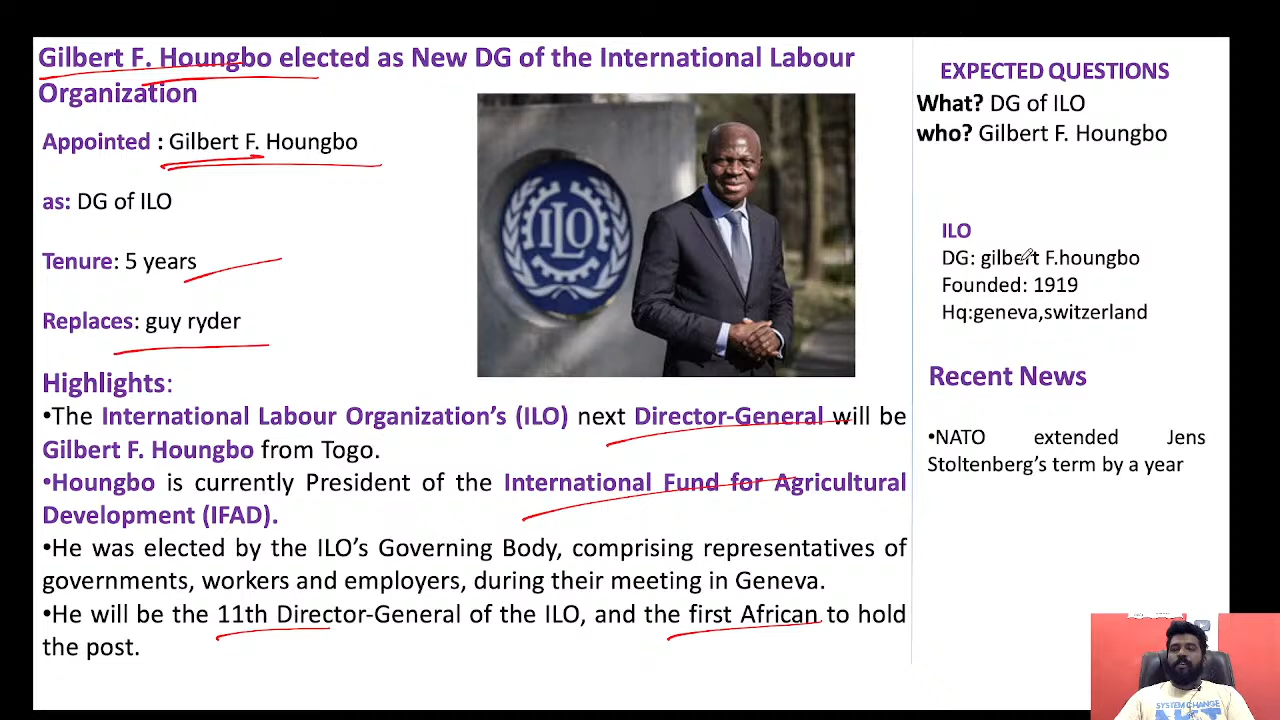 Gilbert F. Houngbo elected as New DG of the International Labour
Organization
Appointed : Gilbert F. Houngbo
as: DG of ILO
Tenure: 5 years
Replaces: guy ryder
ILO
Highlights:
•The International Labour Organization’s (ILO) next Director-General will be
Gilbert F. Houngbo from Togo.
•Houngbo is currently President of the International Fund for Agricultural
Development (IFAD).
•He was elected by the ILO’s Governing Body, comprising representatives of
governments, workers and employers, during their meeting in Geneva.
•He will be the 11th Director-General of the ILO, and the first African to hold
the post.
EXPECTED QUESTIONS
What? DG of ILO
who? Gilbert F. Houngbo
ILO
DG: gilbert F.houngbo
Founded: 1919
Hq:geneva,switzerland
Recent News
•NATO extended Jens
Stoltenberg’s term by a year
SYSTEM CHANGE